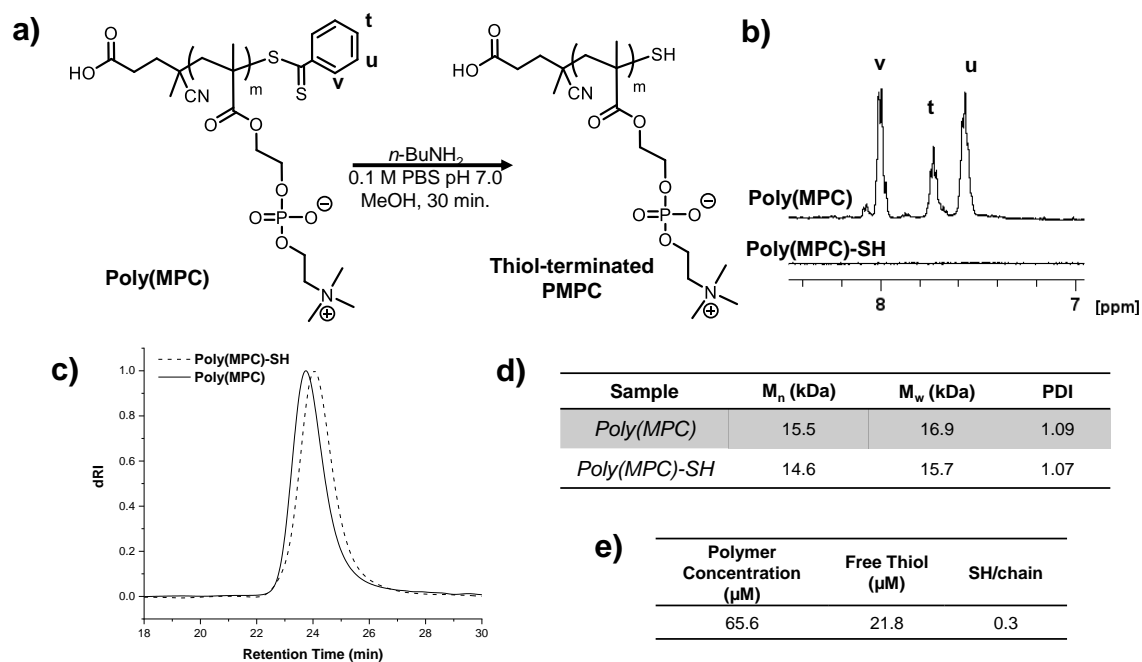 a)
O
HO
CN
S
S
m
t
u
v
O
O
O
O P O ⊖
O
N
⊕
Poly(MPC)
n-BuNH2
0.1 M PBS pH 7.0
MeOH, 30 min.
O
HO
CN
SH
m
O
O
O
O P O ⊖
O
N
⊕
Thiol-terminated
PMPC
b)
v
t
u
Poly(MPC)
Poly(MPC)-SH
8 7 [ppm]
c)
Poly(MPC)-SH
Poly(MPC)
1.0
0.8
0.6
0.4
0.2
0.0
dRI
18 20 22 24 26 28 30
Retention Time (min)
d)
Sample Mn (kDa) Mw (kDa) PDI
Poly(MPC) 15.5 16.9 1.09
Poly(MPC)-SH 14.6 15.7 1.07
e)
Polymer
Concentration
(µM)
Free Thiol
(µM)
SH/chain
65.6 21.8 0.3